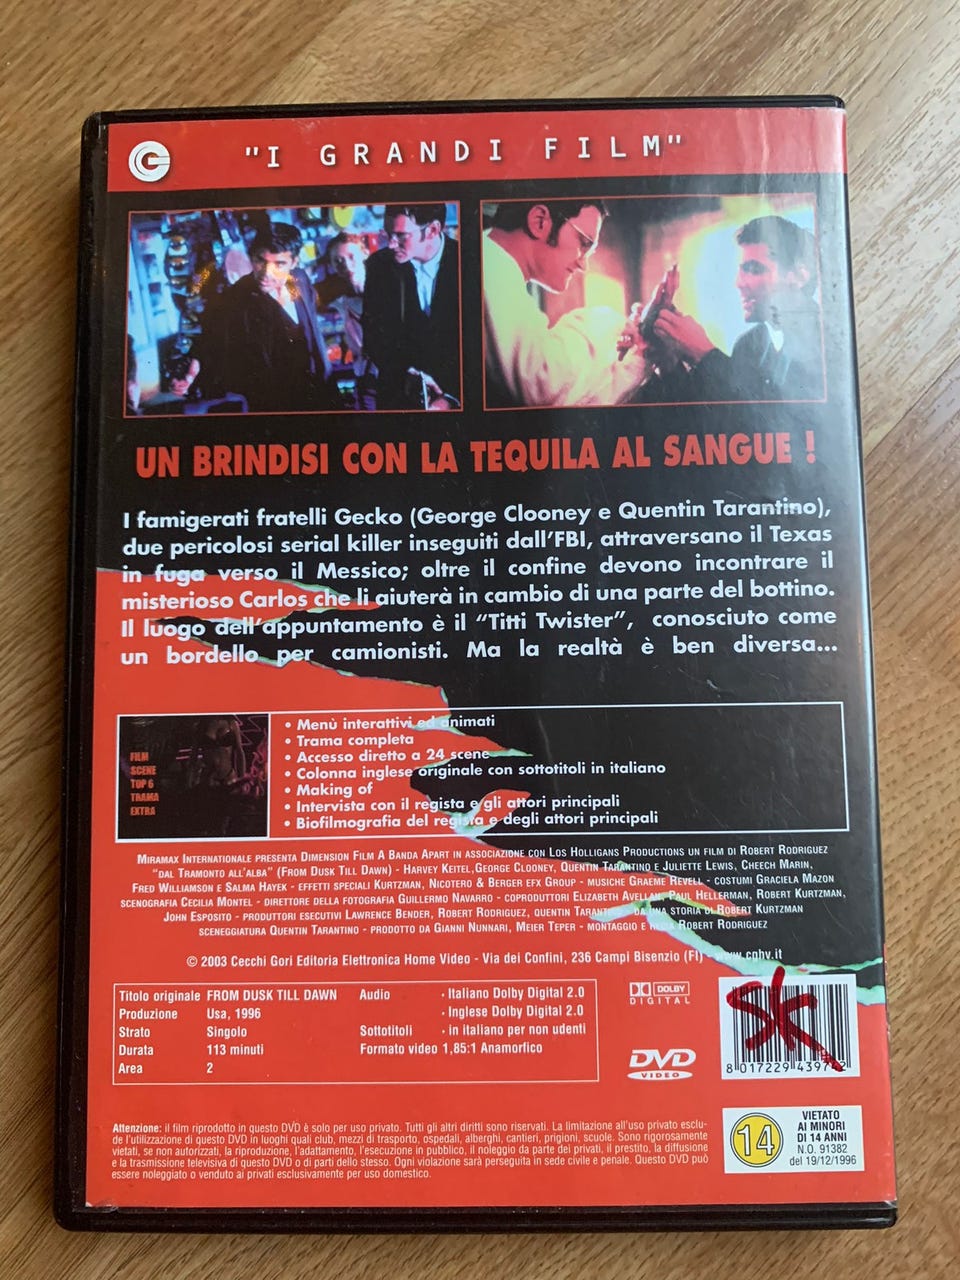 "I GRANDI FILM"
UN BRINDISI CON LA TEQUILA AL SANGUE !
I famigerati fratelli Gecko (George Clooney e Quentin Tarantino),
due pericolosi serial killer inseguiti dall'FBI, attraversano il Texas
in fuga verso il Messico; oltre il confine devono incontrare il
misterioso Carlos che li aiuterà in cambio di una parte del bottino.
Il luogo dell'appuntamento è il "Titti Twister", conosciuto come
un bordello per camionisti. Ma la realtà è ben diversa...
FILM
SCENE
TOP 6
TRAMA
EXTRA
• Menù interattivi ed animati
• Trama completa
• Accesso diretto a 24 scene
• Colonna inglese originale con sottotitoli in italiano
• Making of
• Intervista con il regista e gli attori principali
• Biofilmografia del regista e degli attori principali
Miramax Internationale presenta Dimension Film A Banda Apart in associazione con Los Holligans Productions un film di Robert Rodriguez
"dal Tramonto all'alba" (From Dusk Till Dawn) - Harvey Keitel,George Clooney, Quentin Tarantino e Juliette Lewis, Cheech Marin,
Fred Williamson e Salma Hayek - effetti speciali Kurtzman, Nicotero & Berger efx Group - musiche Graeme Revell - costumi Graciela Mazon
scenografia Cecilia Montel - direttore della fotografia Guillermo Navarro - coproduttori Elizabeth Avellan, Paul Hellerman, Robert Kurtzman,
John Esposito - produttori esecutivi Lawrence Bender, Robert Rodriguez, quentin Tarantino - da una storia di Robert Kurtzman
sceneggiatura Quentin Tarantino - prodotto da Gianni Nunnari, Meier Teper - montaggio e regia Robert Rodriguez
© 2003 Cecchi Gori Editoria Elettronica Home Video - Via dei Confini, 236 Campi Bisenzio (FI) - www.cghv.it
Titolo originale FROM DUSK TILL DAWN
Produzione Usa, 1996
Strato Singolo
Durata 113 minuti
Area 2
Audio · Italiano Dolby Digital 2.0
· Inglese Dolby Digital 2.0
Sottotitoli · in italiano per non udenti
Formato video 1,85:1 Anamorfico
DOLBY
DIGITAL
DVD
VIDEO
SK
8 017229 4397
14
VIETATO
AI MINORI
DI 14 ANNI
N.O. 91382
del 19/12/1996
Attenzione: il film riprodotto in questo DVD è solo per uso privato. Tutti gli altri diritti sono riservati. La limitazione all'uso privato esclu-
de l'utilizzazione di questo DVD in luoghi quali club, mezzi di trasporto, ospedali, alberghi, cantieri, prigioni, scuole. Sono rigorosamente
vietati, se non autorizzati, la riproduzione, l'adattamento, l'esecuzione in pubblico, il noleggio da parte dei privati, il prestito, la diffusione
e la trasmissione televisiva di questo DVD o di parti dello stesso. Ogni violazione sarà perseguita in sede civile e penale. Questo DVD può
essere noleggiato o venduto ai privati esclusivamente per uso domestico.